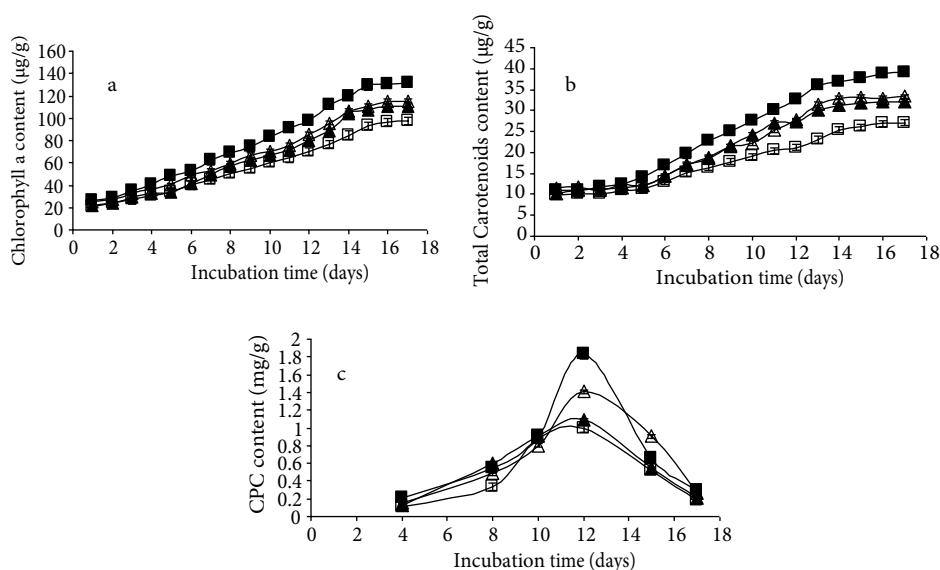 Chlorophyll a content (µg/g)
160
140
120
100
80
60
40
20
0
a
0 2 4 6 8 10 12 14 16 18
Incubation time (days)
Total Carotenoids content (µg/g)
45
40
35
30
25
20
15
10
5
0
b
0 2 4 6 8 10 12 14 16 18
Incubation time (days)
CPC content (mg/g)
2
1.8
1.6
1.4
1.2
1
0.8
0.6
0.4
0.2
0
c
0 2 4 6 8 10 12 14 16 18
Incubation time (days)